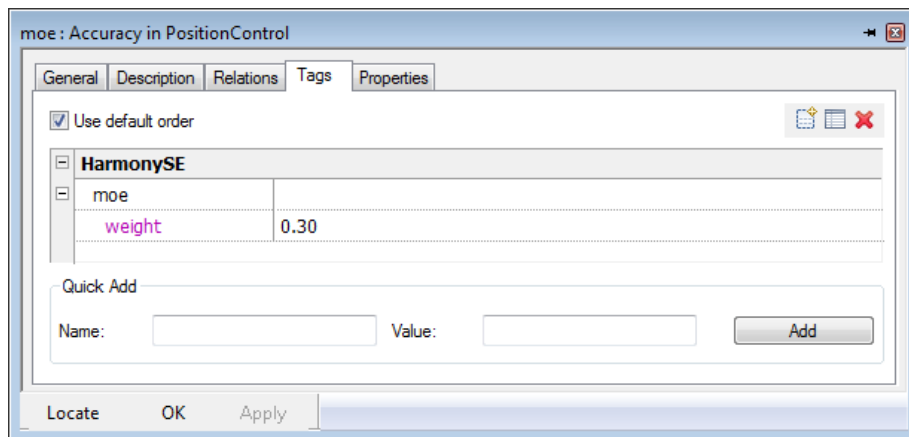 moe : Accuracy in PositionControl
General Description Relations Tags Properties
Use default order
HarmonySE
moe
weight 0.30
Quick Add
Name: Value: Add
Locate OK Apply